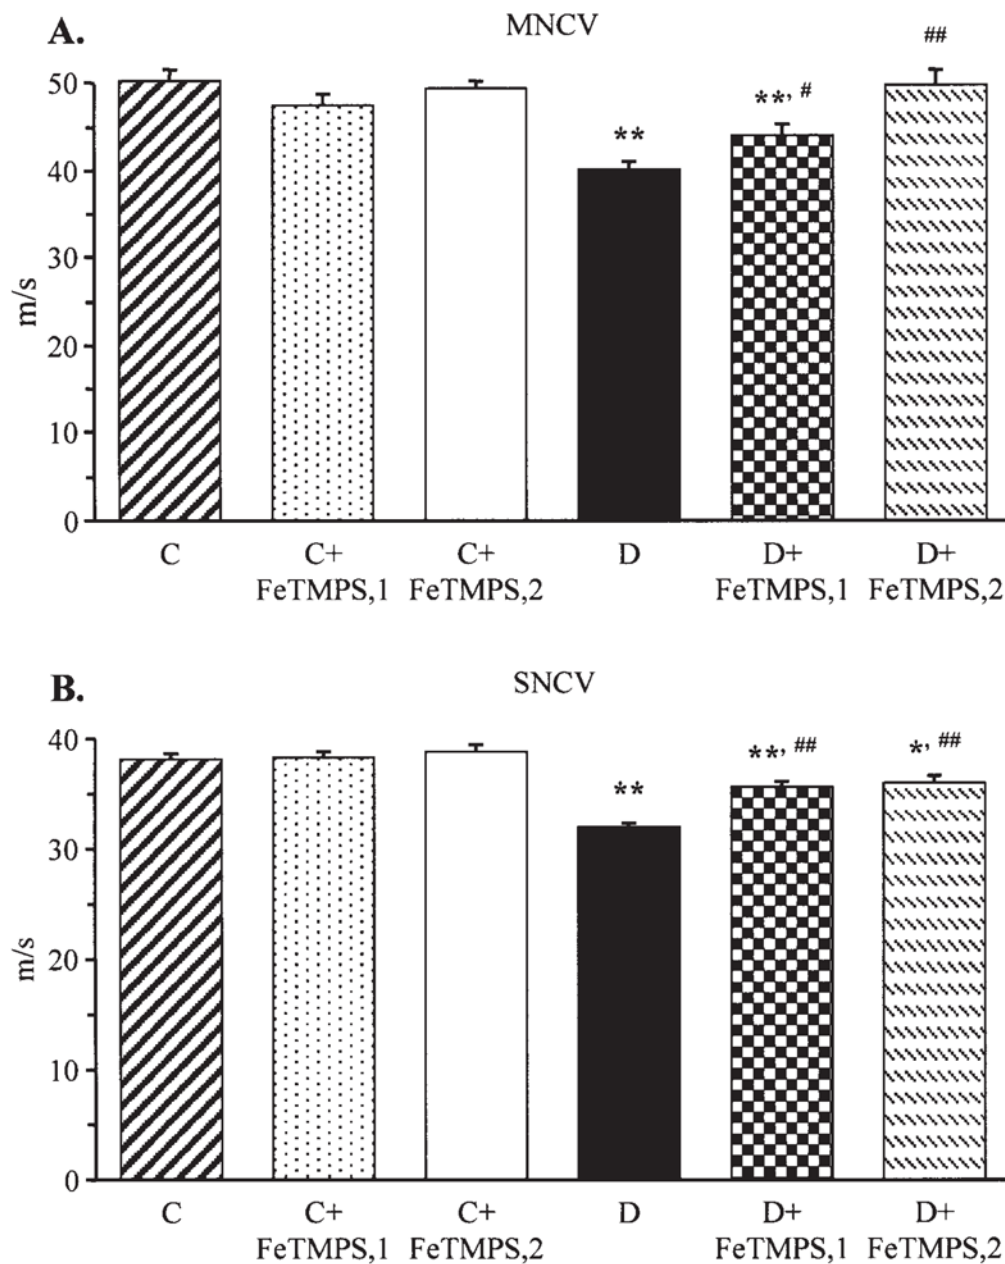 A.
MNCV
##
**, #
**
50
40
30
20
10
0
m/s
C
C+
FeTMPS,1
C+
FeTMPS,2
D
D+
FeTMPS,1
D+
FeTMPS,2
B.
SNCV
**, ##
*, ##
**
40
30
20
10
0
m/s
C
C+
FeTMPS,1
C+
FeTMPS,2
D
D+
FeTMPS,1
D+
FeTMPS,2